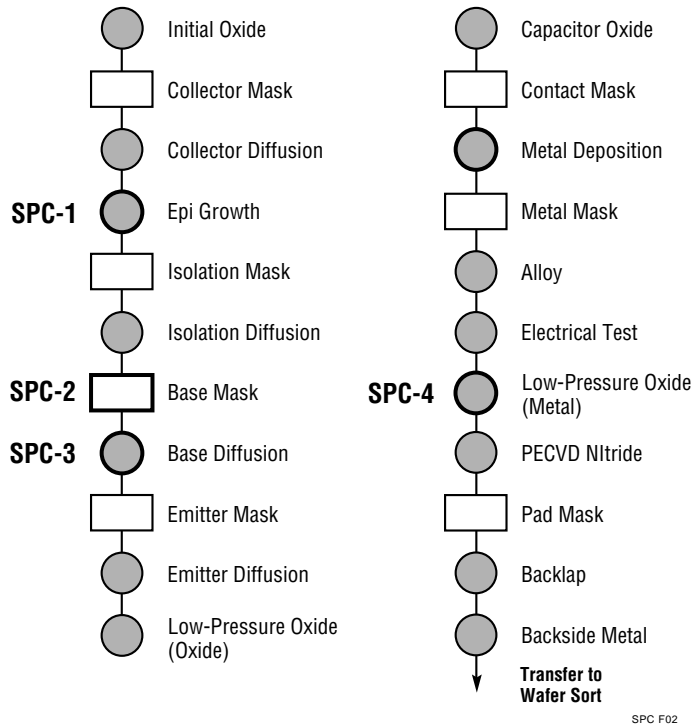 Initial Oxide
Collector Mask
Collector Diffusion
SPC-1 Epi Growth
Isolation Mask
Isolation Diffusion
SPC-2 Base Mask
SPC-3 Base Diffusion
Emitter Mask
Emitter Diffusion
Low-Pressure Oxide
(Oxide)
Capacitor Oxide
Contact Mask
Metal Deposition
Metal Mask
Alloy
Electrical Test
SPC-4 Low-Pressure Oxide
(Metal)
PECVD NItride
Pad Mask
Backlap
Backside Metal
Transfer to
Wafer Sort
SPC F02